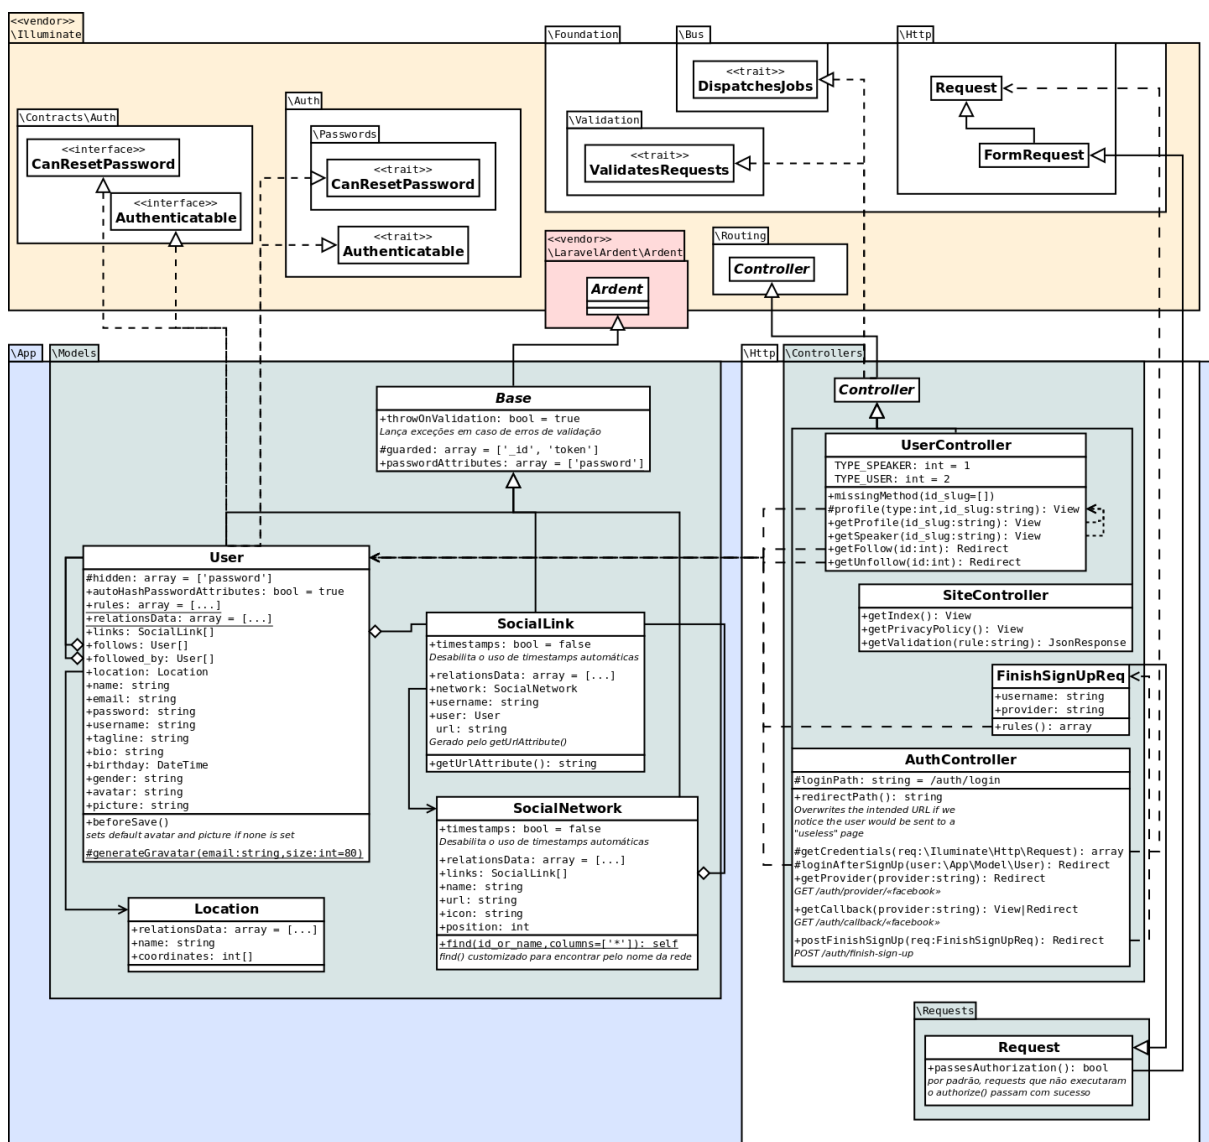 <<vendor>>
\Illuminate
\Contracts\Auth
<<interface>>
CanResetPassword
<<interface>>
Authenticatable
\Auth
\Passwords
<<trait>>
CanResetPassword
<<trait>>
Authenticatable
\Foundation
\Bus
<<trait>>
DispatchesJobs
\Validation
<<trait>>
ValidatesRequests
\Http
Request
FormRequest
<<vendor>>
\LaravelArdent\Ardent
Ardent
\Routing
Controller
\App
\Models
Base
+throwOnValidation: bool = true
Lança exceções em caso de erros de validação
#guarded: array = ['_id', 'token']
+passwordAttributes: array = ['password']
User
#hidden: array = ['password']
+autoHashPasswordAttributes: bool = true
+rules: array = [...]
+relationsData: array = [...]
+links: SocialLink[]
+follows: User[]
+followed_by: User[]
+location: Location
+name: string
+email: string
+password: string
+username: string
+tagline: string
+bio: string
+birthday: DateTime
+gender: string
+avatar: string
+picture: string
+beforeSave()
sets default avatar and picture if none is set
#generateGravatar(email:string,size:int=80)
Location
+relationsData: array = [...]
+name: string
+coordinates: int[]
SocialLink
+timestamps: bool = false
Desabilita o uso de timestamps automáticas
+relationsData: array = [...]
+network: SocialNetwork
+username: string
+user: User
url: string
Gerado pelo getUrlAttribute()
+getUrlAttribute(): string
SocialNetwork
+timestamps: bool = false
Desabilita o uso de timestamps automáticas
+relationsData: array = [...]
+links: SocialLink[]
+name: string
+url: string
+icon: string
+position: int
+find(id_or_name,columns=['*']): self
find() customizado para encontrar pelo nome da rede
\Http
\Controllers
Controller
UserController
TYPE_SPEAKER: int = 1
TYPE_USER: int = 2
+missingMethod(id_slug=[])
#profile(type:int,id_slug:string): View
+getProfile(id_slug:string): View
+getSpeaker(id_slug:string): View
+getFollow(id:int): Redirect
+getUnfollow(id:int): Redirect
SiteController
+getIndex(): View
+getPrivacyPolicy(): View
+getValidation(rule:string): JsonResponse
FinishSignUpReq
+username: string
+provider: string
+rules(): array
AuthController
#loginPath: string = /auth/login
+redirectPath(): string
Overwrites the intended URL if we
notice the user would be sent to a
"useless" page
#getCredentials(req:\Iluminate\Http\Request): array
#loginAfterSignUp(user:\App\Model\User): Redirect
+getProvider(provider:string): Redirect
GET /auth/provider/«facebook»
+getCallback(provider:string): View|Redirect
GET /auth/callback/«facebook»
+postFinishSignUp(req:FinishSignUpReq): Redirect
POST /auth/finish-sign-up
\Requests
Request
+passesAuthorization(): bool
por padrão, requests que não executaram
o authorize() passam com sucesso